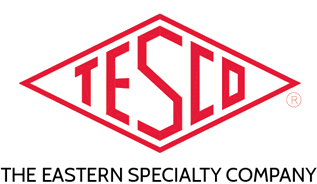 TESCO
®
THE EASTERN SPECIALTY COMPANY